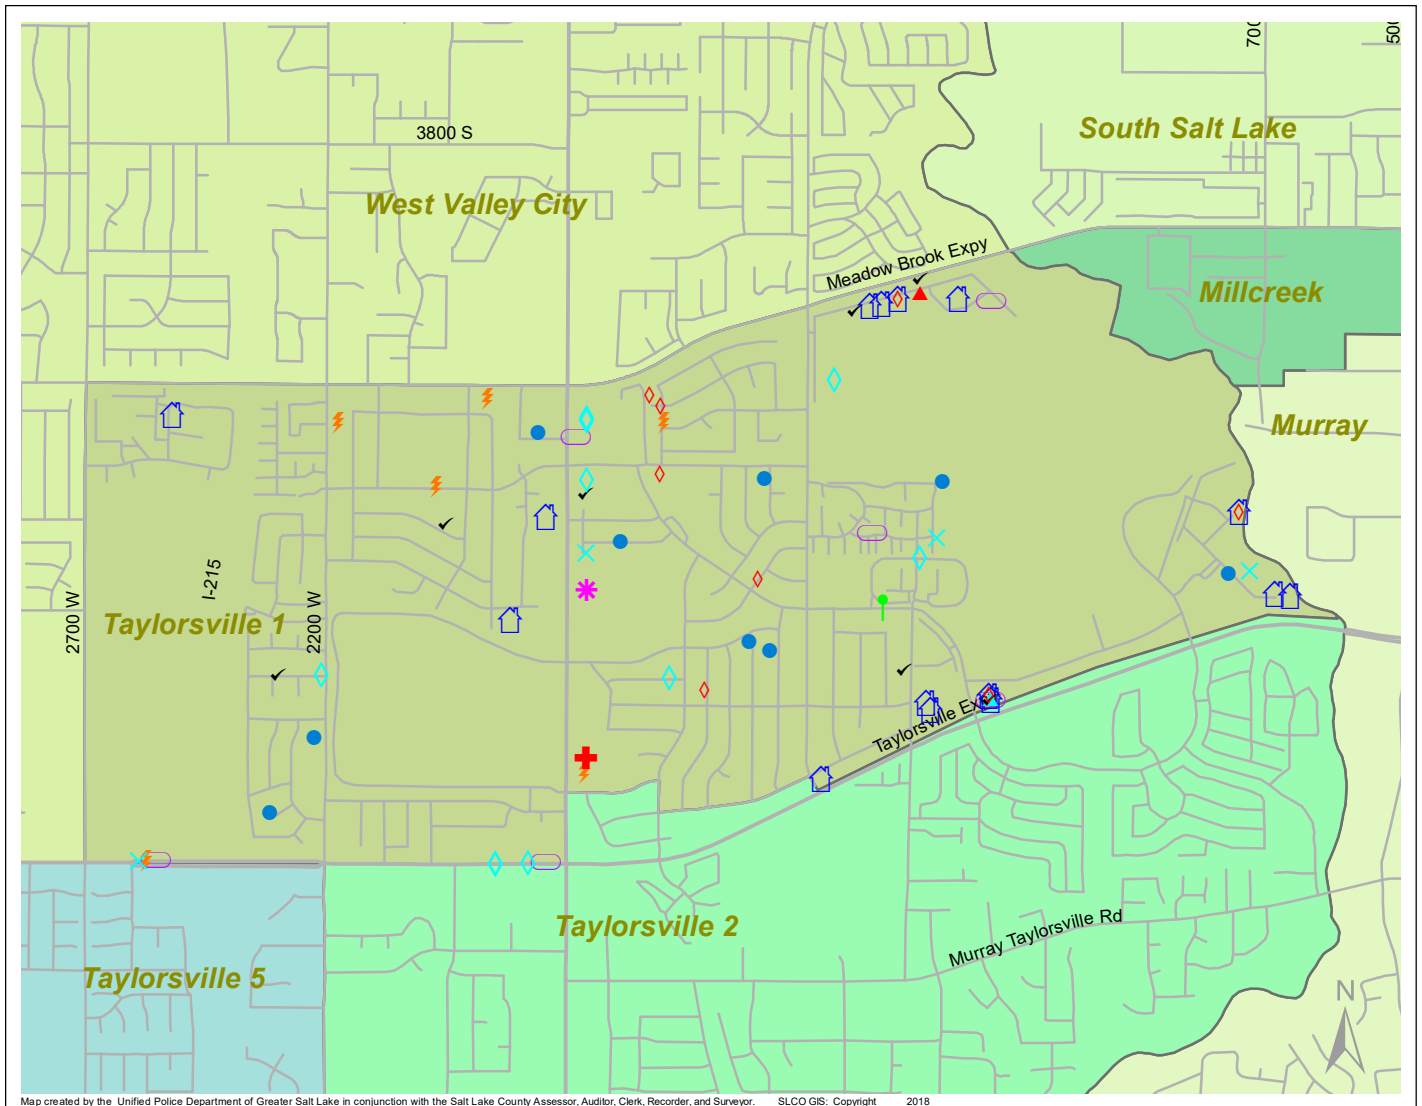 700
500
3800 S
South Salt Lake
West Valley City
Meadow Brook Expy
Millcreek
Murray
I-215
2700 W
2200 W
Taylorsville 1
Taylorsville Ex
Taylorsville 2
Murray Taylorsville Rd
Taylorsville 5
N
Map created by the Unified Police Department of Greater Salt Lake in conjunction with the Salt Lake County Assessor, Auditor, Clerk, Recorder, and Surveyor. SLCO GIS: Copyright 2018